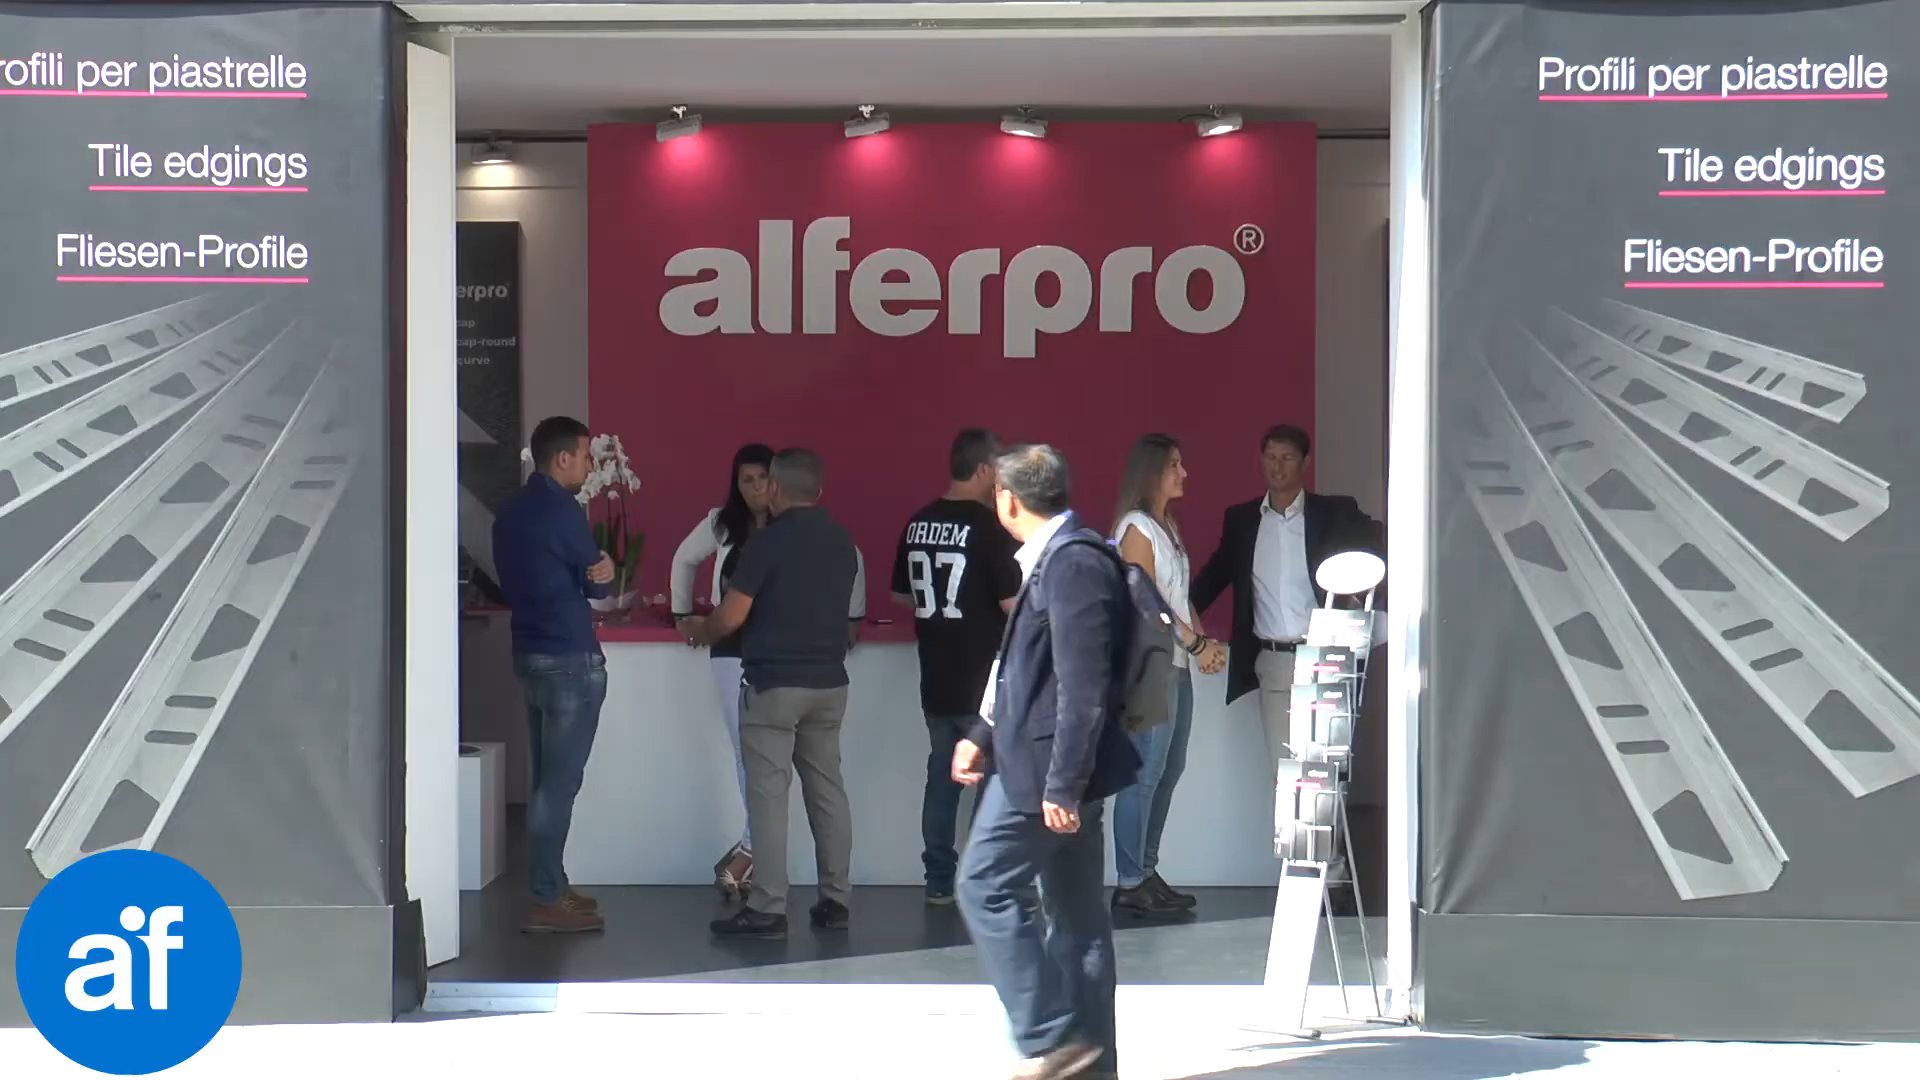 rofili per piastrelle
Tile edgings
Fliesen-Profile
alferpro®
erpro®
cap
cap-round
curve
ORDEM
87
Profili per piastrelle
Tile edgings
Fliesen-Profile
af